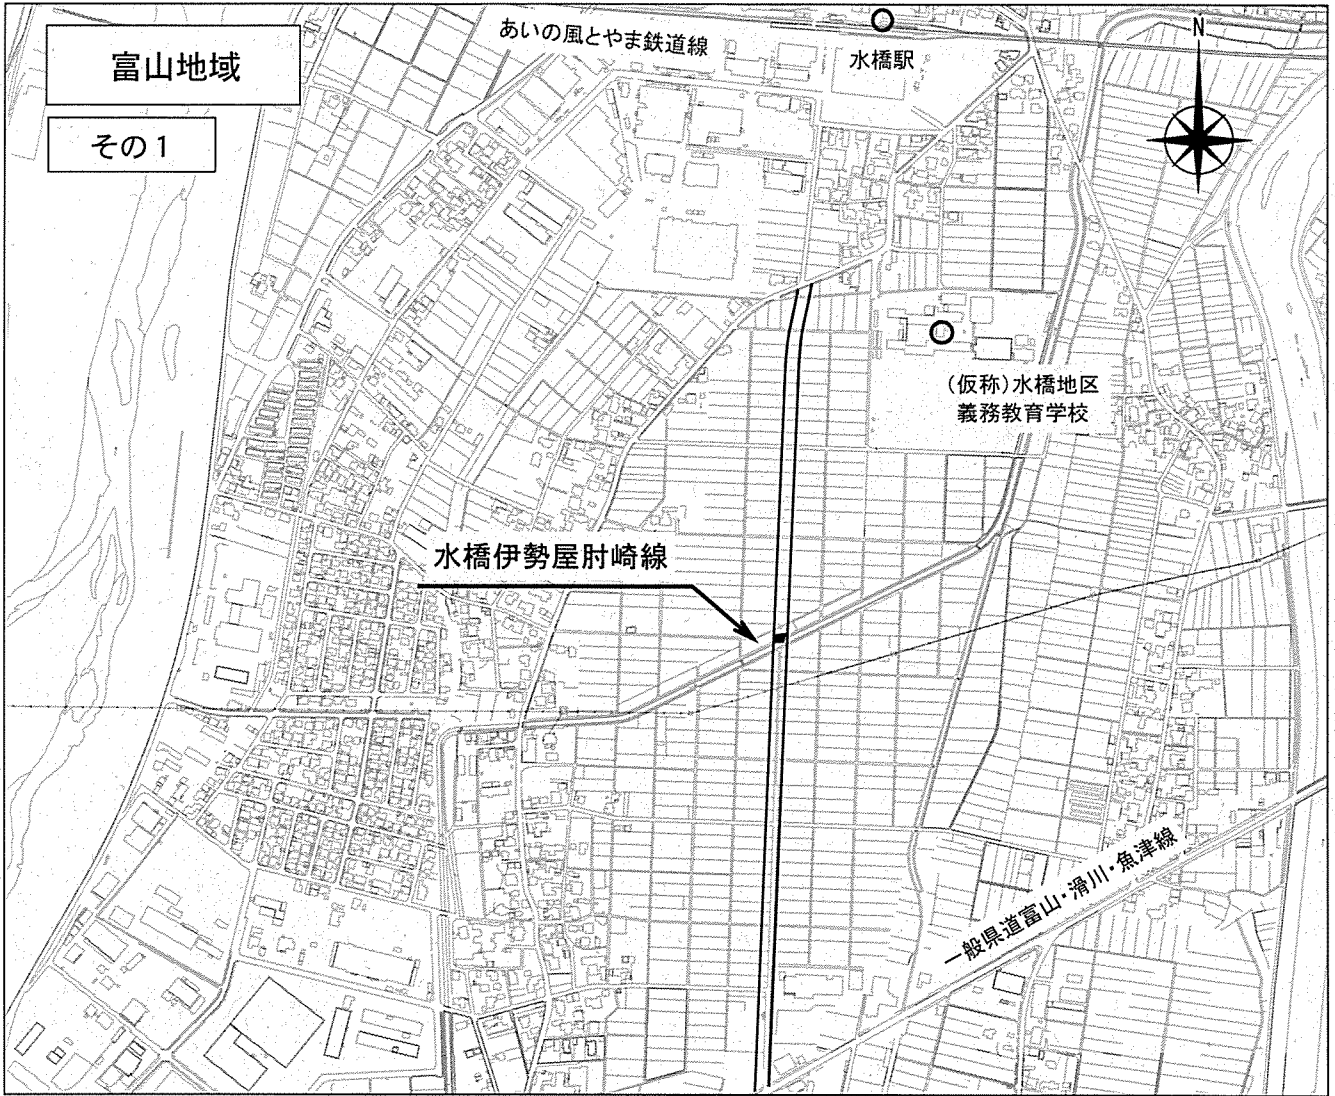 富山地域
その1
あいの風とやま鉄道線
水橋駅
N
(仮称)水橋地区
義務教育学校
水橋伊勢屋肘崎線
一般県道富山・滑川・魚津線